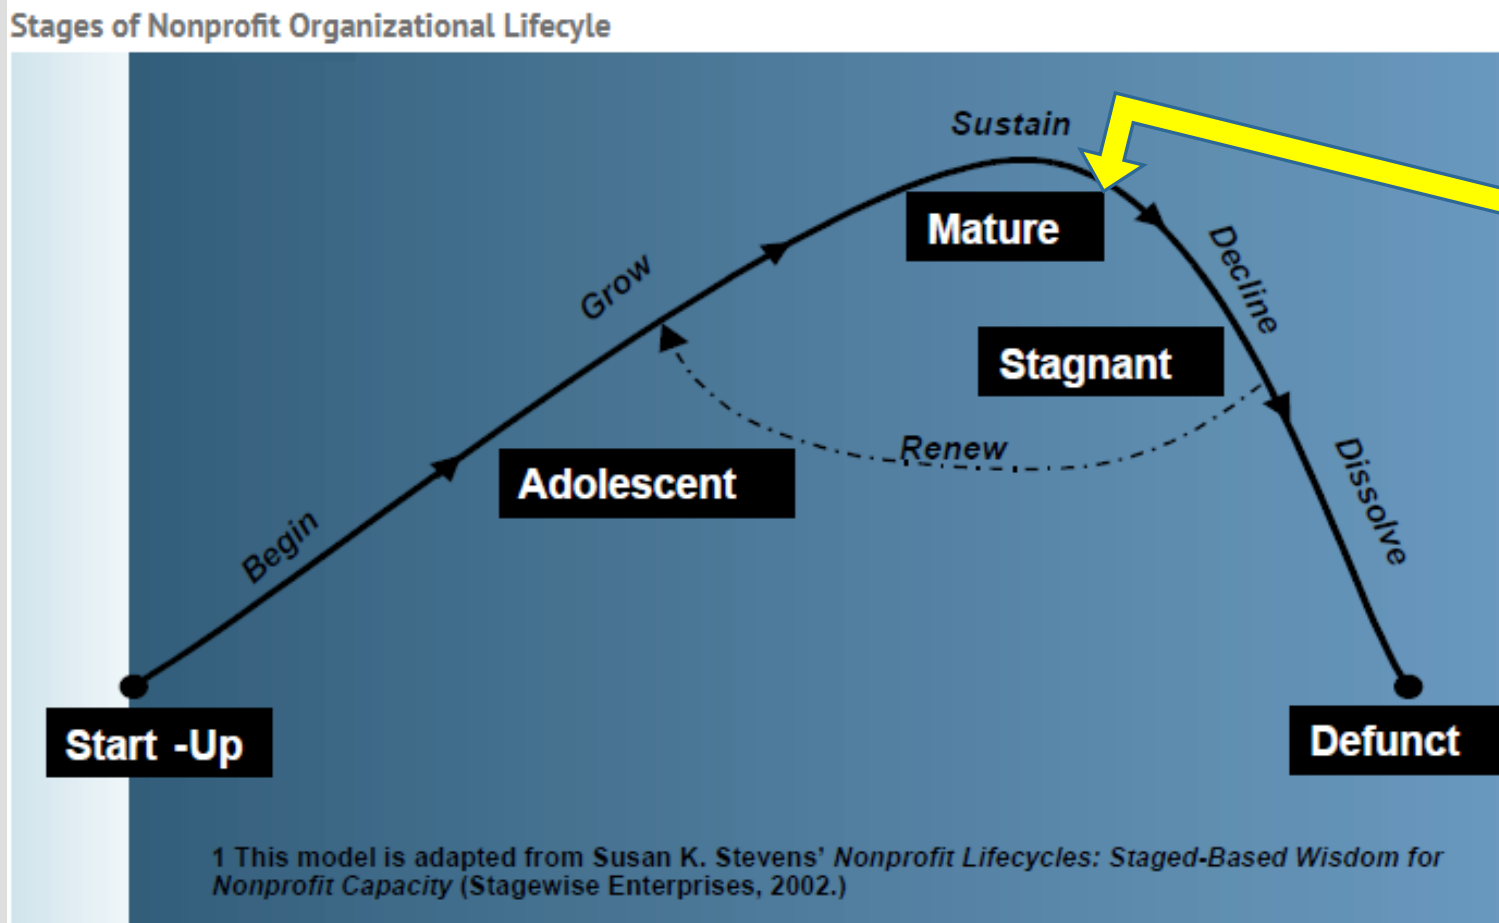 Stages of Nonprofit Organizational Lifecyle
Sustain
Mature
Decline
Grow
Stagnant
Renew
Adolescent
Dissolve
Begin
Start -Up
Defunct
1 This model is adapted from Susan K. Stevens’ Nonprofit Lifecycles: Staged-Based Wisdom for
Nonprofit Capacity (Stagewise Enterprises, 2002.)